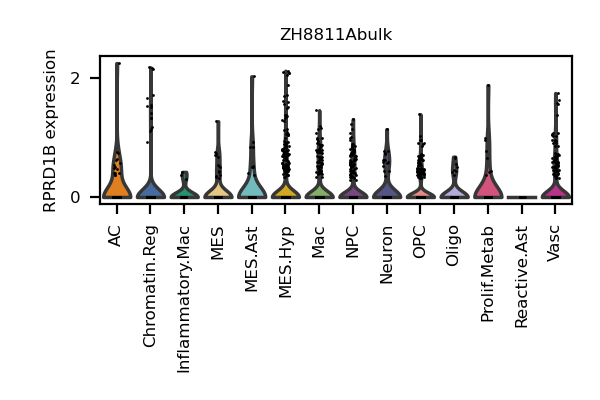 ZH8811Abulk
RPRD1B expression
2
0
AC
Chromatin.Reg
Inflammatory.Mac
MES
MES.Ast
MES.Hyp
Mac
NPC
Neuron
OPC
Oligo
Prolif.Metab
Reactive.Ast
Vasc